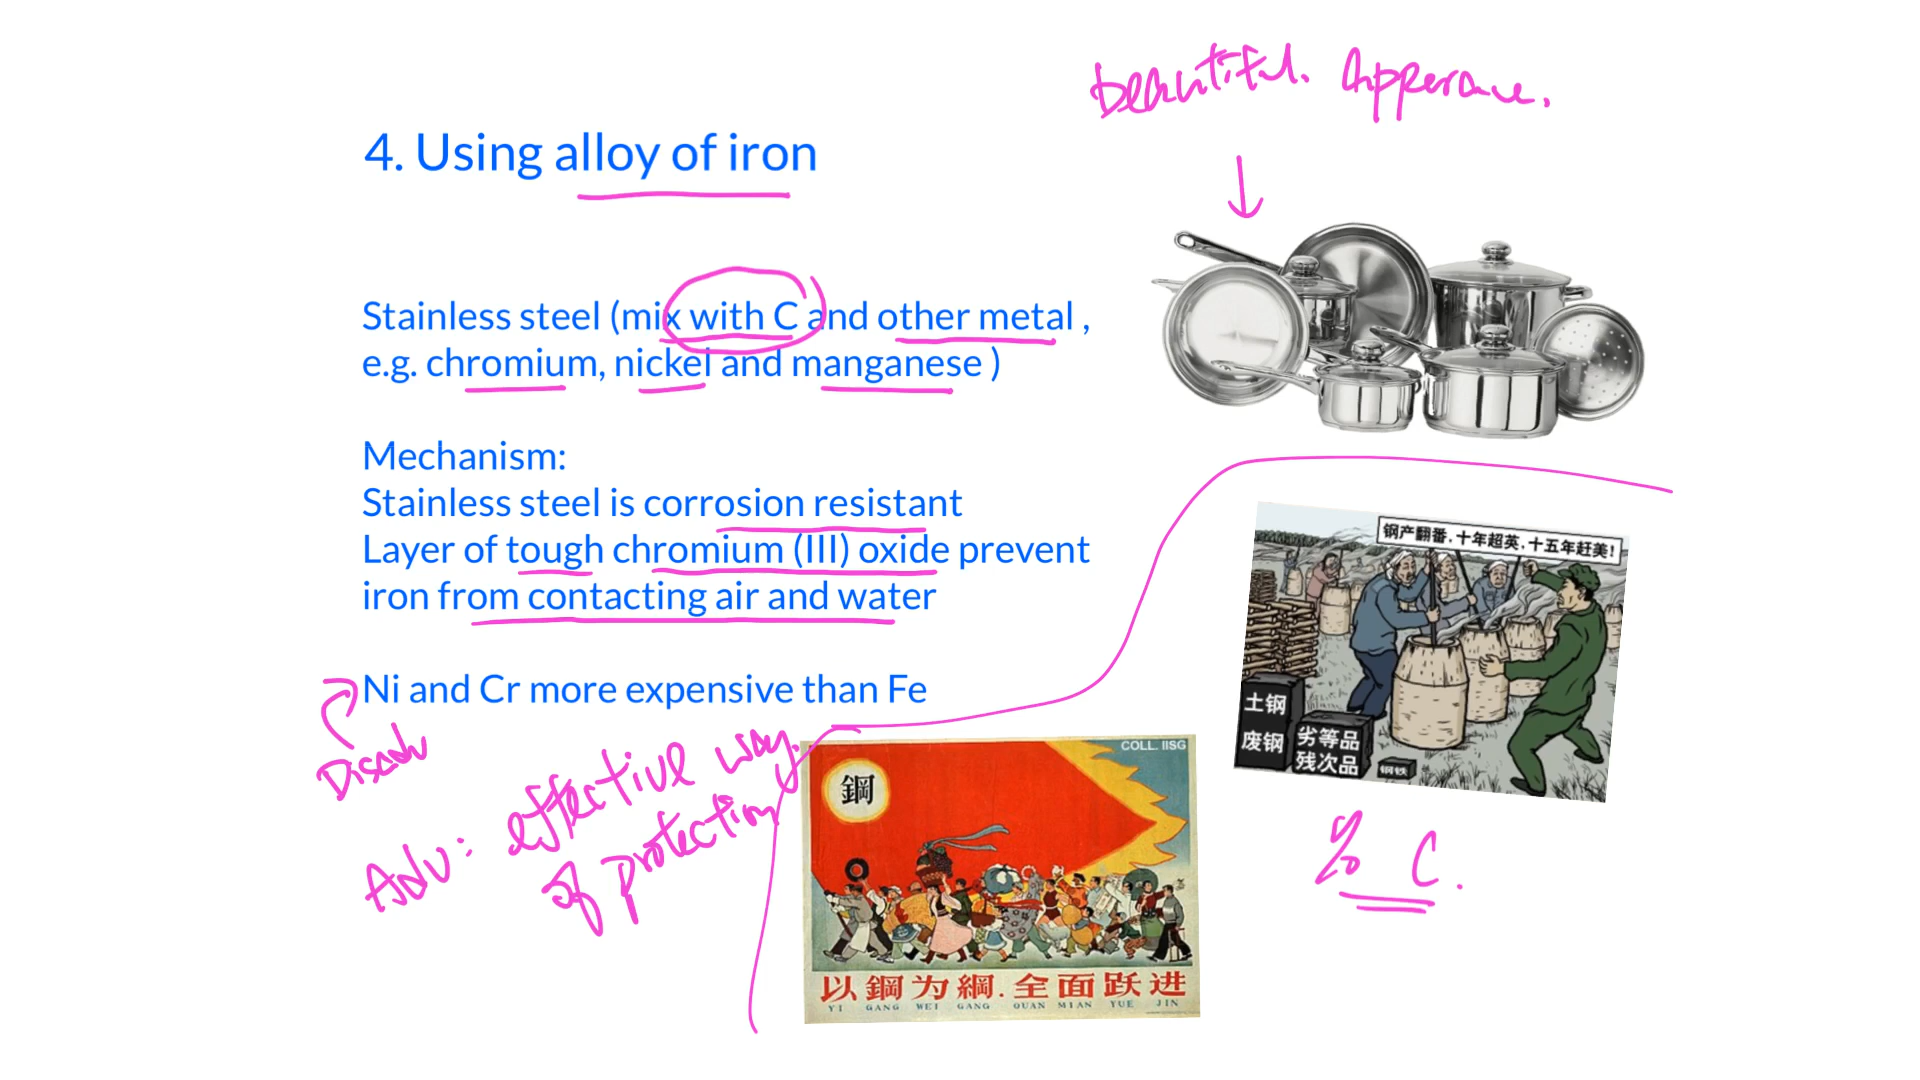 beautiful. Apperance.
4. Using alloy of iron
Stainless steel (mix with C and other metal ,
e.g. chromium, nickel and manganese )
Mechanism:
Stainless steel is corrosion resistant
Layer of tough chromium (III) oxide prevent
iron from contacting air and water
Ni and Cr more expensive than Fe
Disadv
Adv: effective way
of protection
钢产翻番，十年超英，十五年赶美！
土钢
废钢
劣等品
残次品
钢铁
% C.
COLL. IISG
鋼
以鋼为綱．全面跃进
YI GANG WEI GANG QUAN MIAN YUE JIN